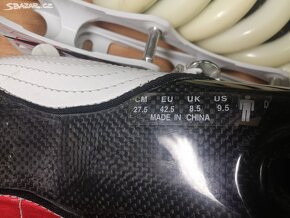 SBAZAR.CZ
CM EU UK US
27.5 42.5 8.5 9.5 D
MADE IN CHINA